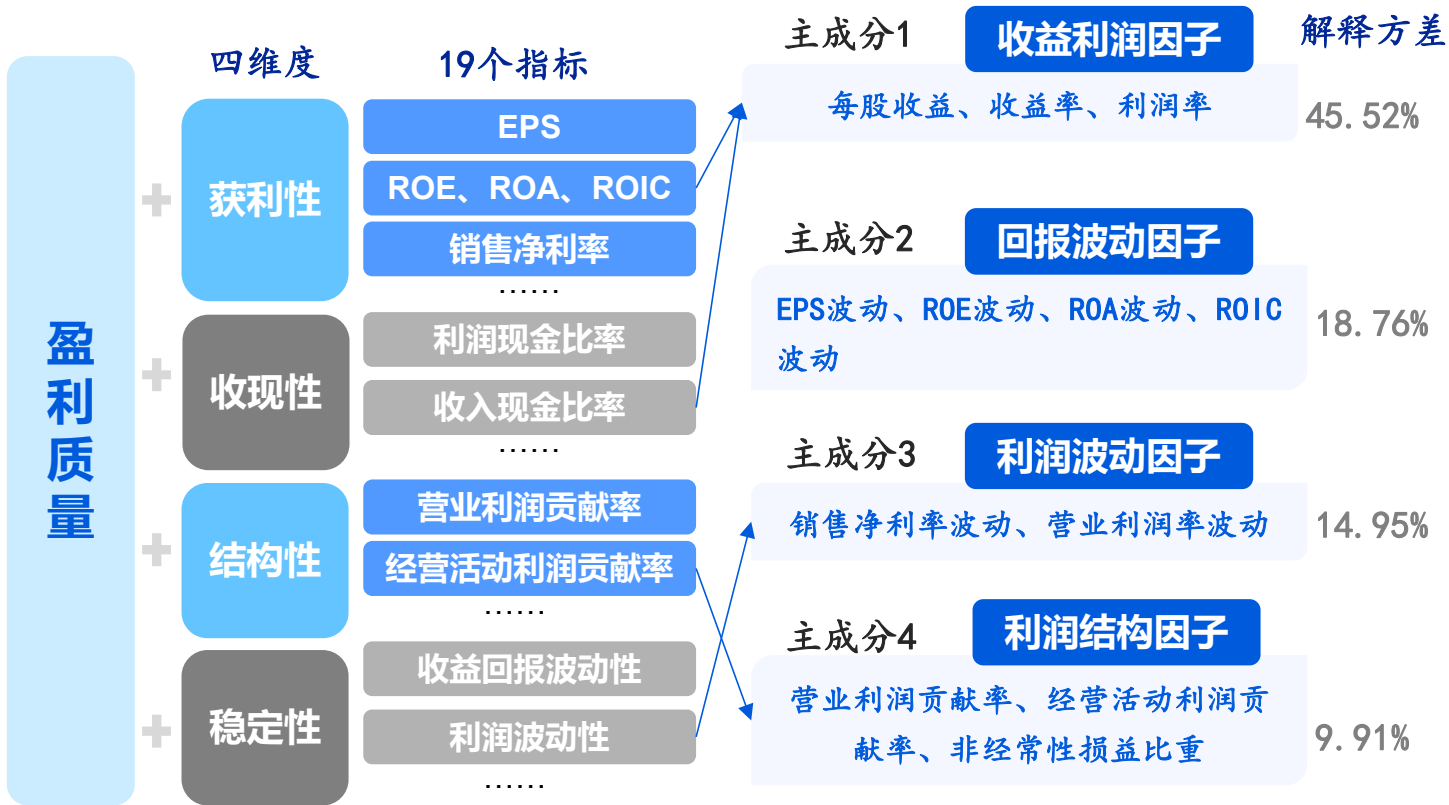 四维度
19个指标
盈利质量
获利性
EPS
ROE、ROA、ROIC
销售净利率
……
收现性
利润现金比率
收入现金比率
……
结构性
营业利润贡献率
经营活动利润贡献率
……
稳定性
收益回报波动性
利润波动性
……
解释方差
主成分1
收益利润因子
每股收益、收益率、利润率
45.52%
主成分2
回报波动因子
EPS波动、ROE波动、ROA波动、ROIC
波动
18.76%
主成分3
利润波动因子
销售净利率波动、营业利润率波动
14.95%
主成分4
利润结构因子
营业利润贡献率、经营活动利润贡
献率、非经常性损益比重
9.91%